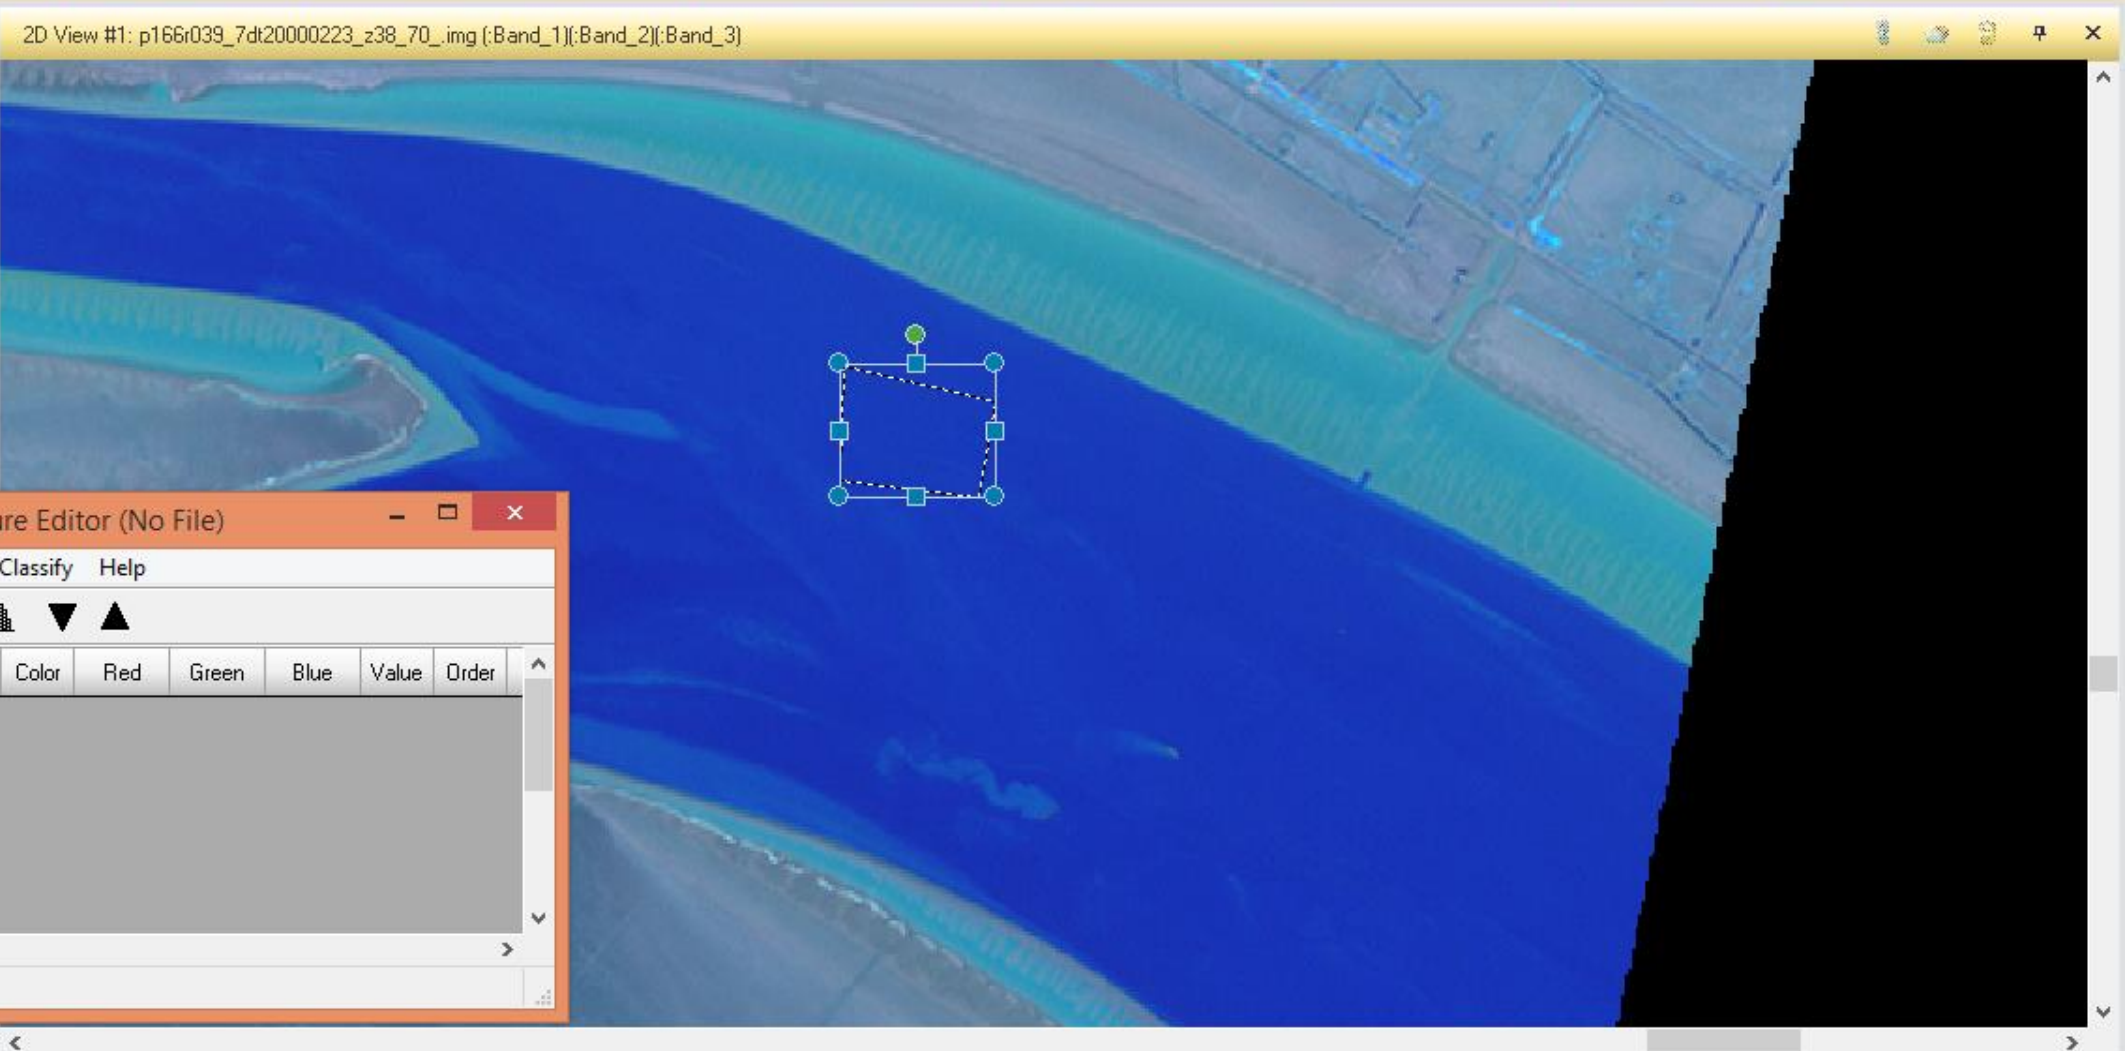 2D View #1: p166r039_7dt20000223_z38_70_.img (:Band_1)(:Band_2)(:Band_3)
ure Editor (No File)
Classify Help
Color Red Green Blue Value Order